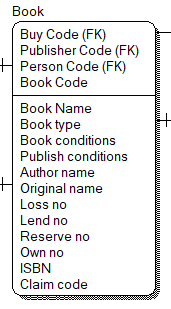 Book
Buy Code (FK)
Publisher Code (FK)
Person Code (FK)
Book Code
Book Name
Book type
Book conditions
Publish conditions
Author name
Original name
Loss no
Lend no
Reserve no
Own no
ISBN
Claim code